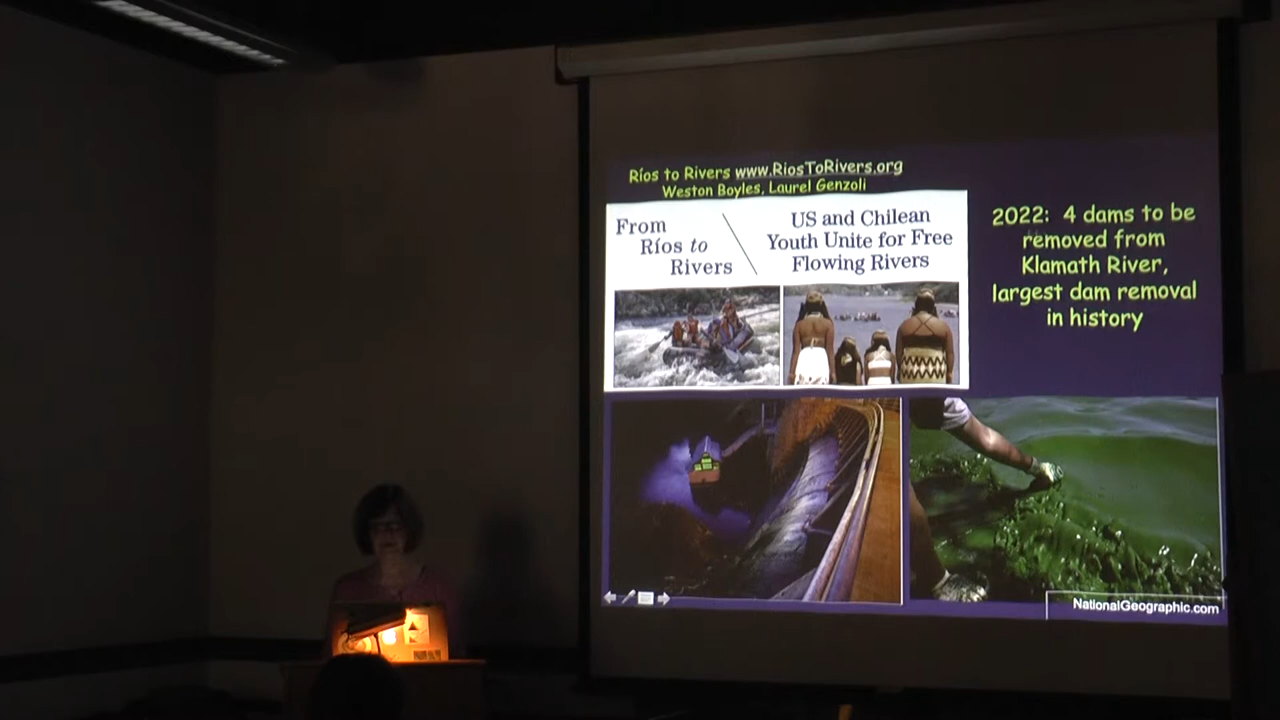 Ríos to Rivers www.RiosToRivers.org
Weston Boyles, Laurel Genzoli
From
Ríos to
Rivers
US and Chilean
Youth Unite for Free
Flowing Rivers
2022: 4 dams to be
removed from
Klamath River,
largest dam removal
in history
NationalGeographic.com